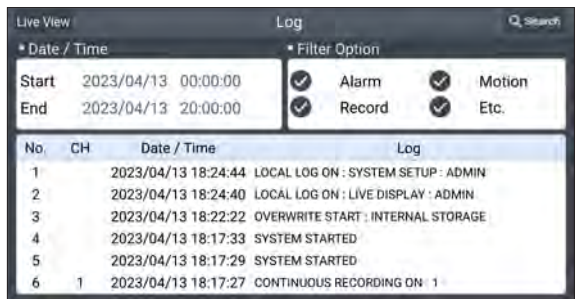 Live View Log Search
Date / Time Filter Option
Start 2023/04/13 00:00:00 Alarm Motion
End 2023/04/13 20:00:00 Record Etc.
No. CH Date / Time Log
1 2023/04/13 18:24:44 LOCAL LOG ON : SYSTEM SETUP : ADMIN
2 2023/04/13 18:24:40 LOCAL LOG ON : LIVE DISPLAY : ADMIN
3 2023/04/13 18:22:22 OVERWRITE START : INTERNAL STORAGE
4 2023/04/13 18:17:33 SYSTEM STARTED
5 2023/04/13 18:17:29 SYSTEM STARTED
6 1 2023/04/13 18:17:27 CONTINUOUS RECORDING ON 1